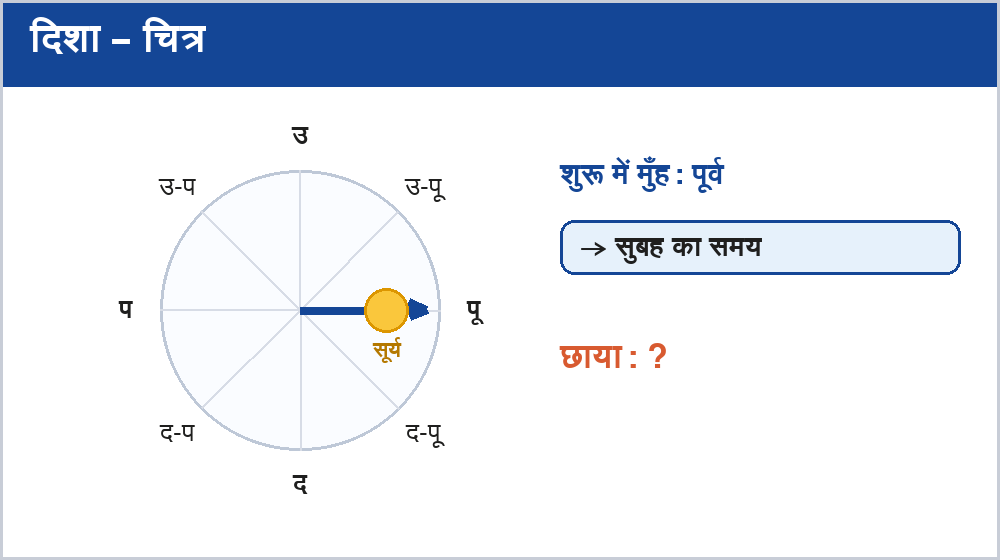 दिशा – चित्र
उ
उ-प
उ-पू
प
पू
सूर्य
द-प
द-पू
द
शुरू में मुँह : पूर्व
→ सुबह का समय
छाया : ?